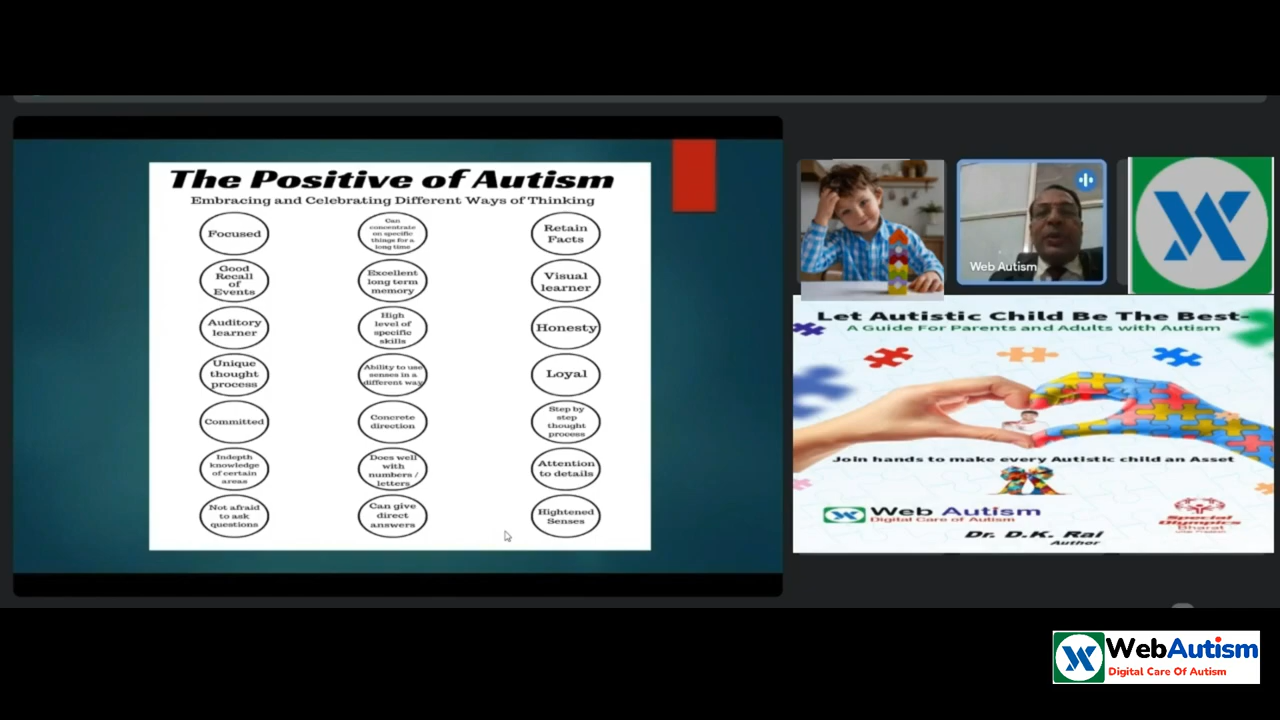 The Positive of Autism
Embracing and Celebrating Different Ways of Thinking
Focused
Can
concentrate
on specific
things for a
long time
Retain
Facts
Good
Recall
of
Events
Excellent
long term
memory
Visual
learner
Auditory
learner
High
level of
specific
skills
Honesty
Unique
thought
process
Ability to use
senses in a
different way
Loyal
Committed
Concrete
direction
Step by
step
thought
process
Indepth
knowledge
of certain
areas
Does well
with
numbers /
letters
Attention
to details
Not afraid
to ask
questions
Can give
direct
answers
Hightened
Senses
Web Autism
Let Autistic Child Be The Best-
A Guide For Parents and Adults with Autism
Join hands to make every Autistic child an Asset
Web Autism
Digital Care of Autism
Special
Olympics
Bharat
Uttar Pradesh
Dr. D.K. Rai
Author
WebAutism
Digital Care Of Autism